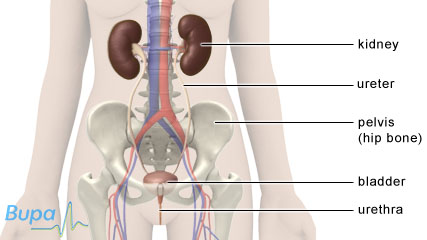 kidney
ureter
pelvis
(hip bone)
bladder
urethra
Bupa